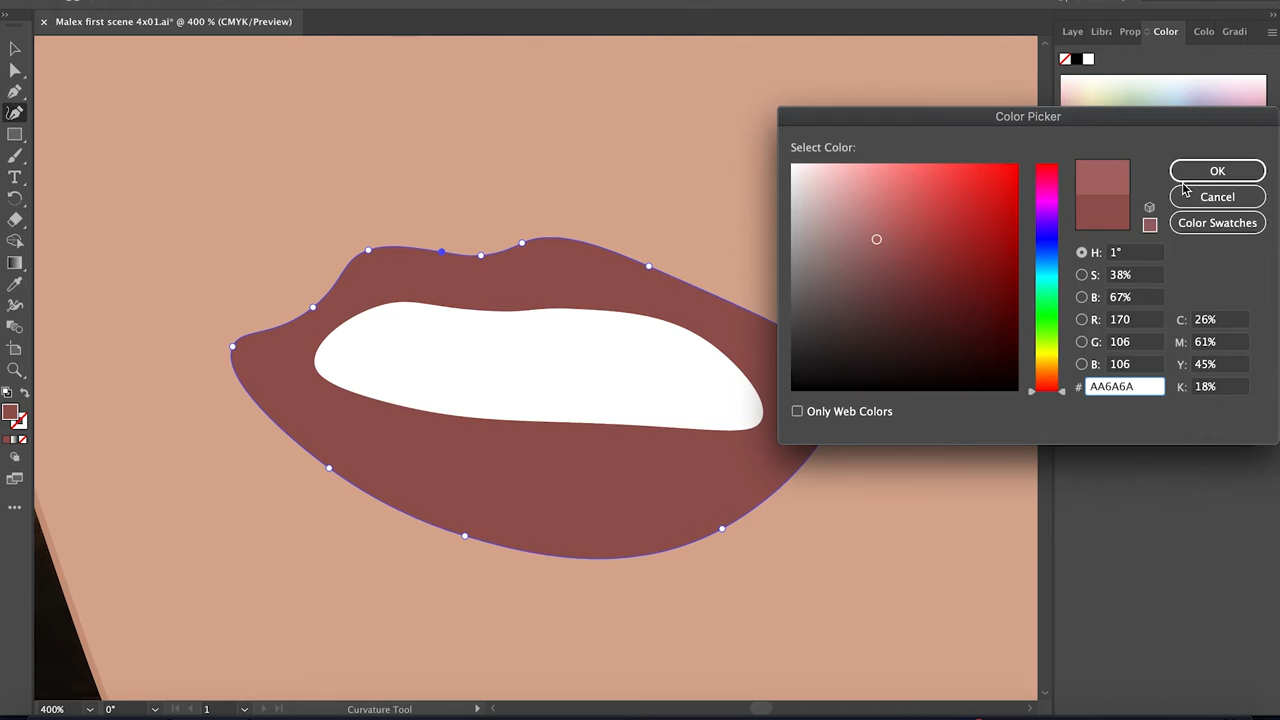 Malex first scene 4x01.ai* @ 400 % (CMYK/Preview)
Laye Libra Prop Color Colo Gradi
Color Picker
Select Color:
OK
Cancel
Color Swatches
H: 1°
S: 38%
B: 67%
R: 170 C: 26%
G: 106 M: 61%
B: 106 Y: 45%
# AA6A6A K: 18%
Only Web Colors
400% 0° 1 Curvature Tool